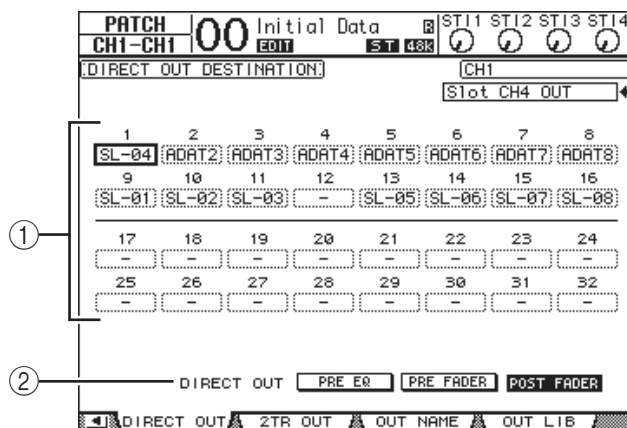 PATCH
CH1-CH1
00
Initial Data
R
EDIT
ST
48K
STI1 STI2 STI3 STI4
DIRECT OUT DESTINATION:
CH1
Slot CH4 OUT
1
1 2 3 4 5 6 7 8
SL-04 ADAT2 ADAT3 ADAT4 ADAT5 ADAT6 ADAT7 ADAT8
9 10 11 12 13 14 15 16
SL-01 SL-02 SL-03 - SL-05 SL-06 SL-07 SL-08
17 18 19 20 21 22 23 24
- - - - - - - -
25 26 27 28 29 30 31 32
- - - - - - - -
2
DIRECT OUT PRE EQ PRE FADER POST FADER
DIRECT OUT 2TR OUT OUT NAME OUT LIB